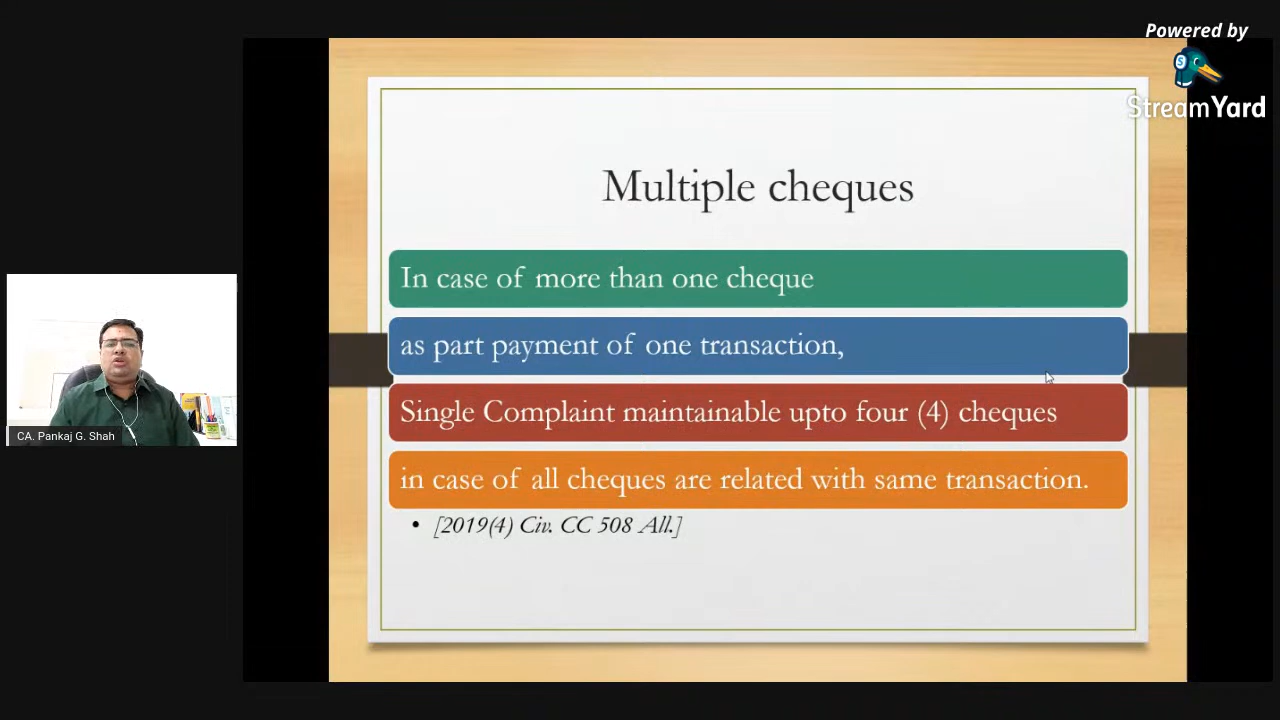 Powered by
StreamYard
Multiple cheques
In case of more than one cheque
as part payment of one transaction,
Single Complaint maintainable upto four (4) cheques
in case of all cheques are related with same transaction.
• [2019(4) Civ. CC 508 All.]
CA. Pankaj G. Shah